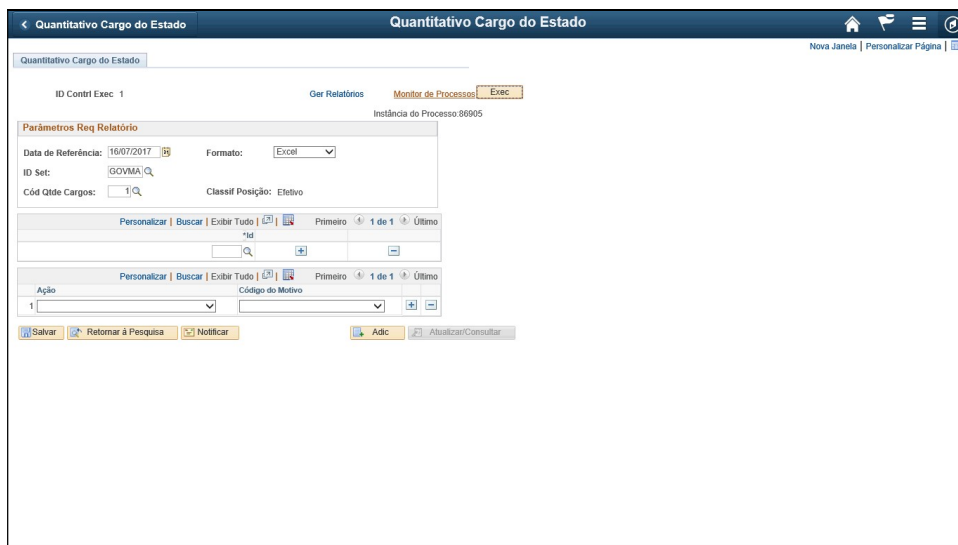 Quantitativo Cargo do Estado
Quantitativo Cargo do Estado
Nova Janela | Personalizar Página |
Quantitativo Cargo do Estado
ID Contrl Exec 1 Ger Relatórios Monitor de Processos Exec
Instância do Processo:86905
Parâmetros Req Relatório
Data de Referência: 16/07/2017 Formato: Excel
ID Set: GOVMA
Cód Qtde Cargos: 1 Classif Posição: Efetivo
Personalizar | Buscar | Exibir Tudo | | Primeiro 1 de 1 Último
*Id
Personalizar | Buscar | Exibir Tudo | | Primeiro 1 de 1 Último
Ação Código do Motivo
1
Salvar Retornar à Pesquisa Notificar Adic Atualizar/Consultar